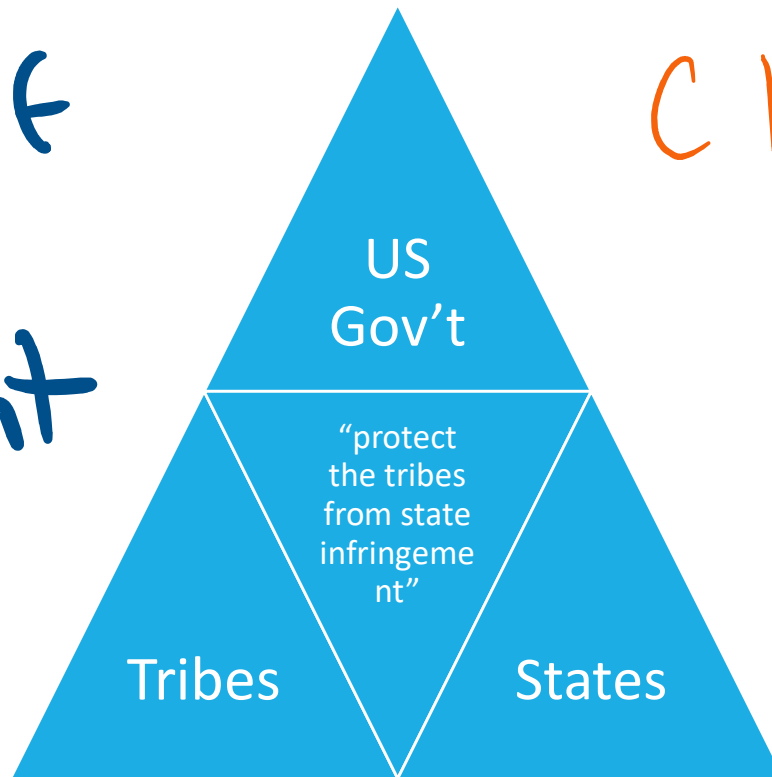 US
Gov’t
“protect
the tribes
from state
infringeme
nt”
Tribes
States